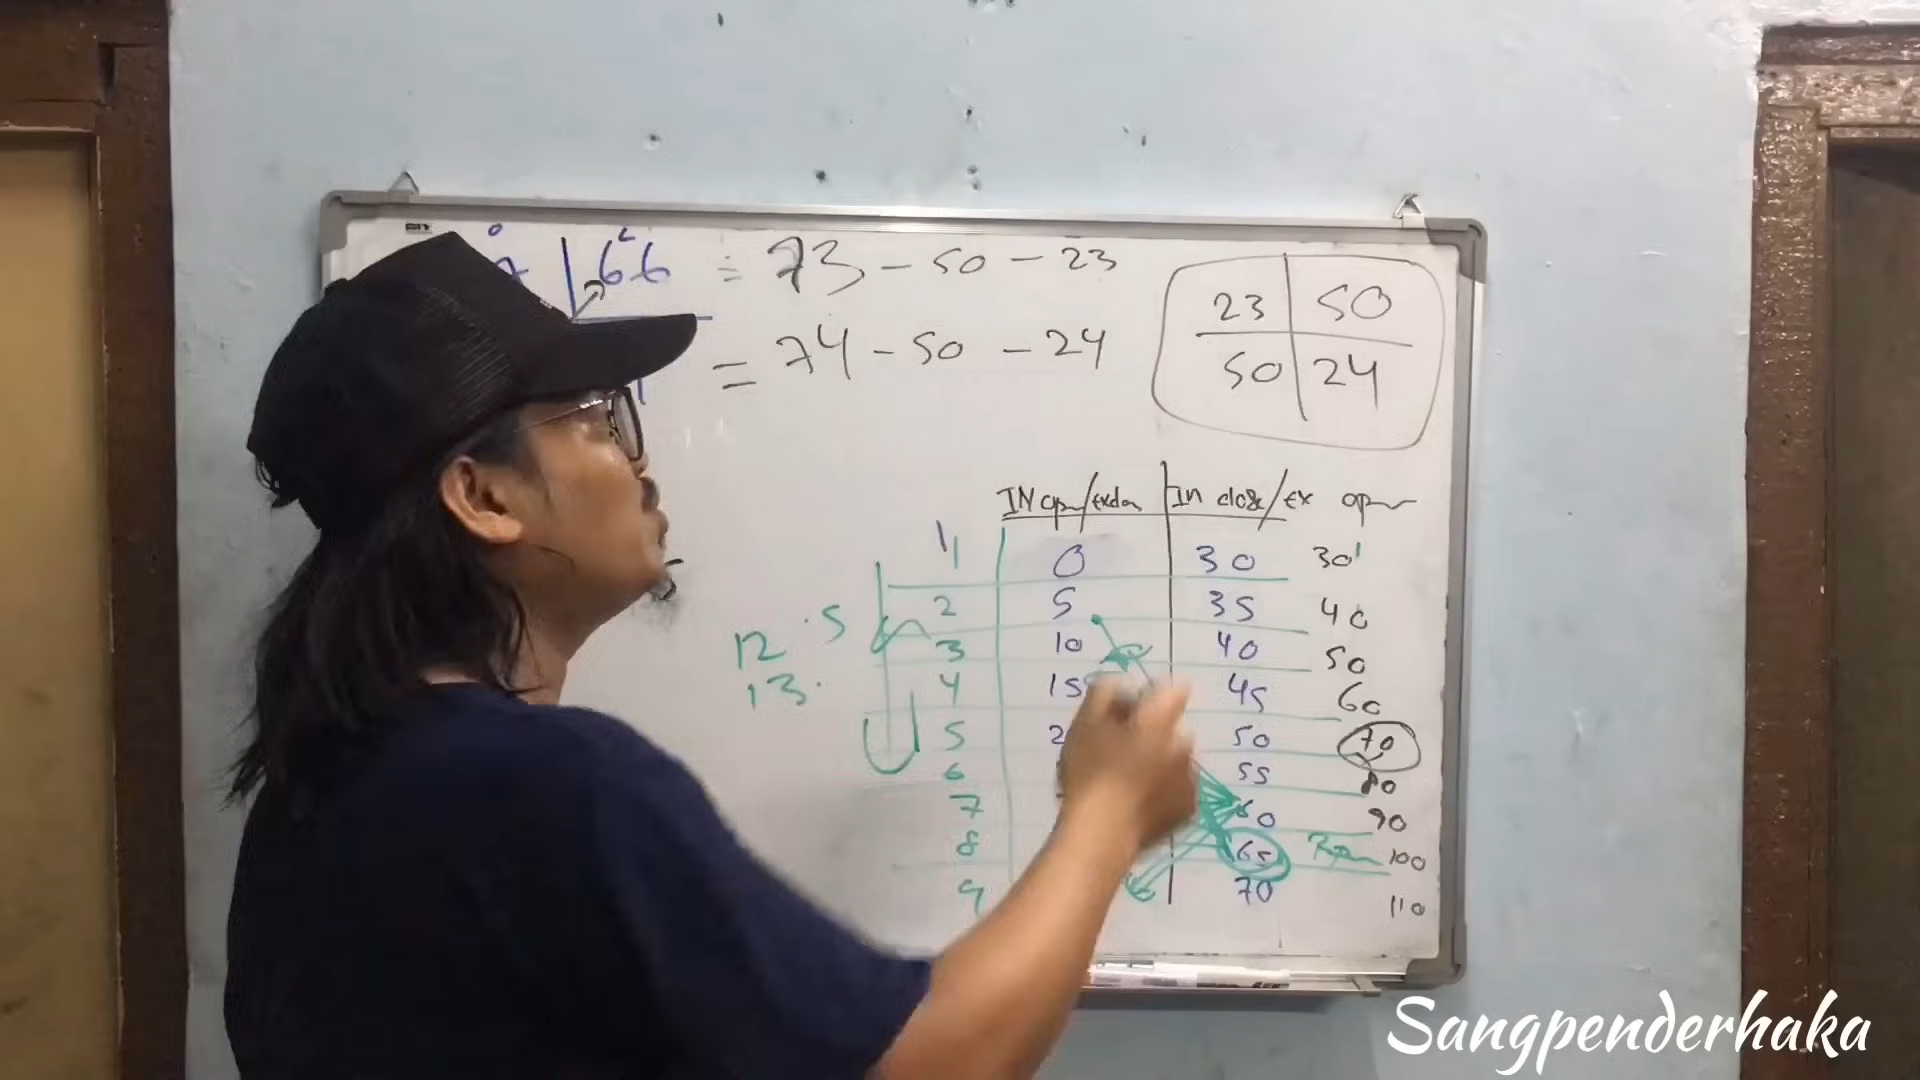 66 = 73 - 50 - 23
= 74 - 50 - 24
23 50
50 24
IN In close / ex open
1 0 30 30
2 5 35 40
3 10 40 50
4 15 45 60
5 2 50 70
6 55 80
7 60 90
8 65 100
9 70 110
12 . 5
13 .
Sangpenderhaka